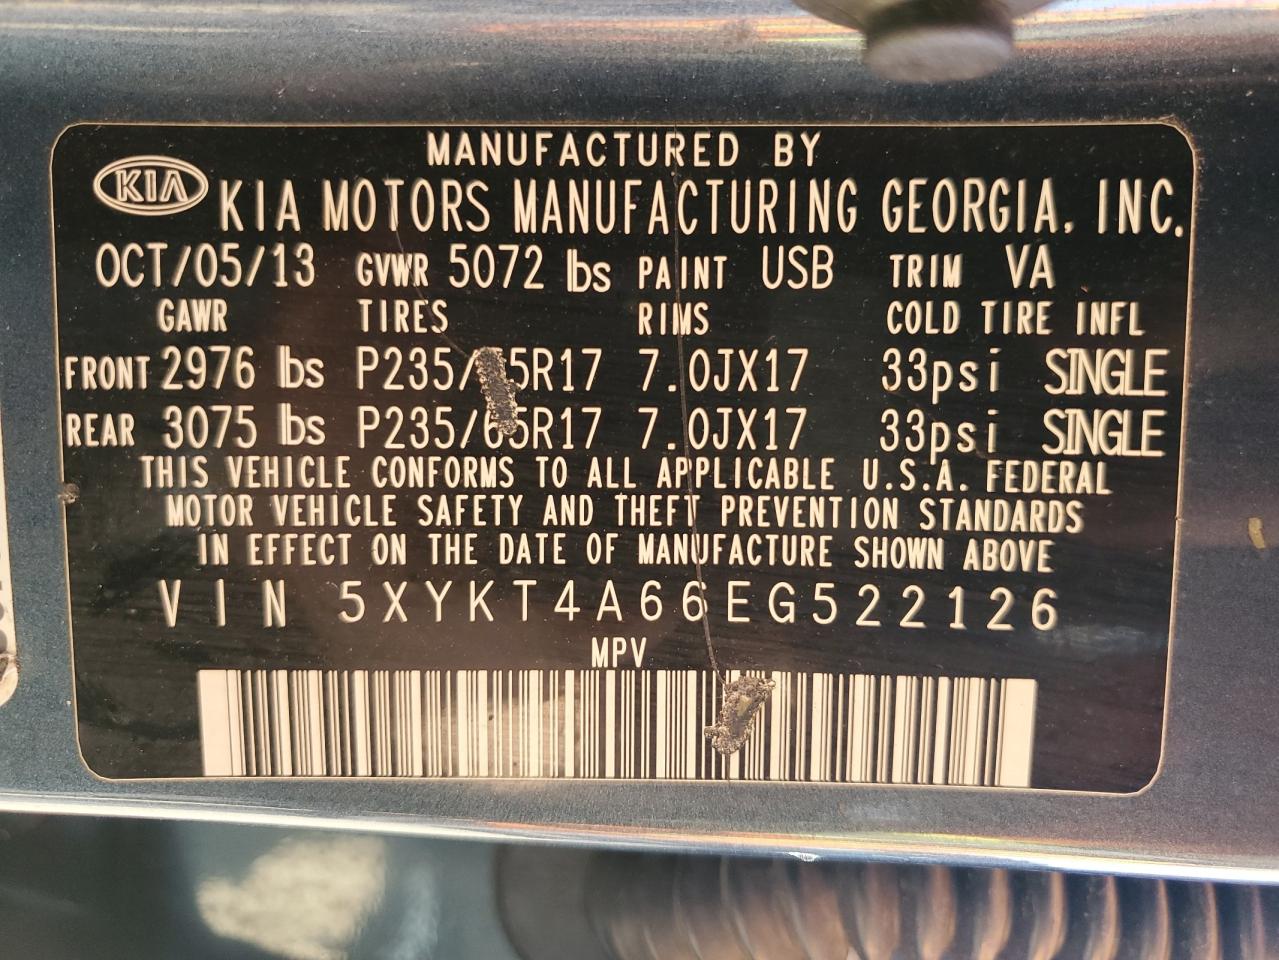 MANUFACTURED BY
KIA KIA MOTORS MANUFACTURING GEORGIA, INC.
OCT/05/13 GVWR 5072 lbs PAINT USB TRIM VA
GAWR TIRES RIMS COLD TIRE INFL
FRONT 2976 lbs P235/65R17 7.0JX17 33psi SINGLE
REAR 3075 lbs P235/65R17 7.0JX17 33psi SINGLE
THIS VEHICLE CONFORMS TO ALL APPLICABLE U.S.A. FEDERAL
MOTOR VEHICLE SAFETY AND THEFT PREVENTION STANDARDS
IN EFFECT ON THE DATE OF MANUFACTURE SHOWN ABOVE
VIN 5XYKT4A66EG522126
MPV